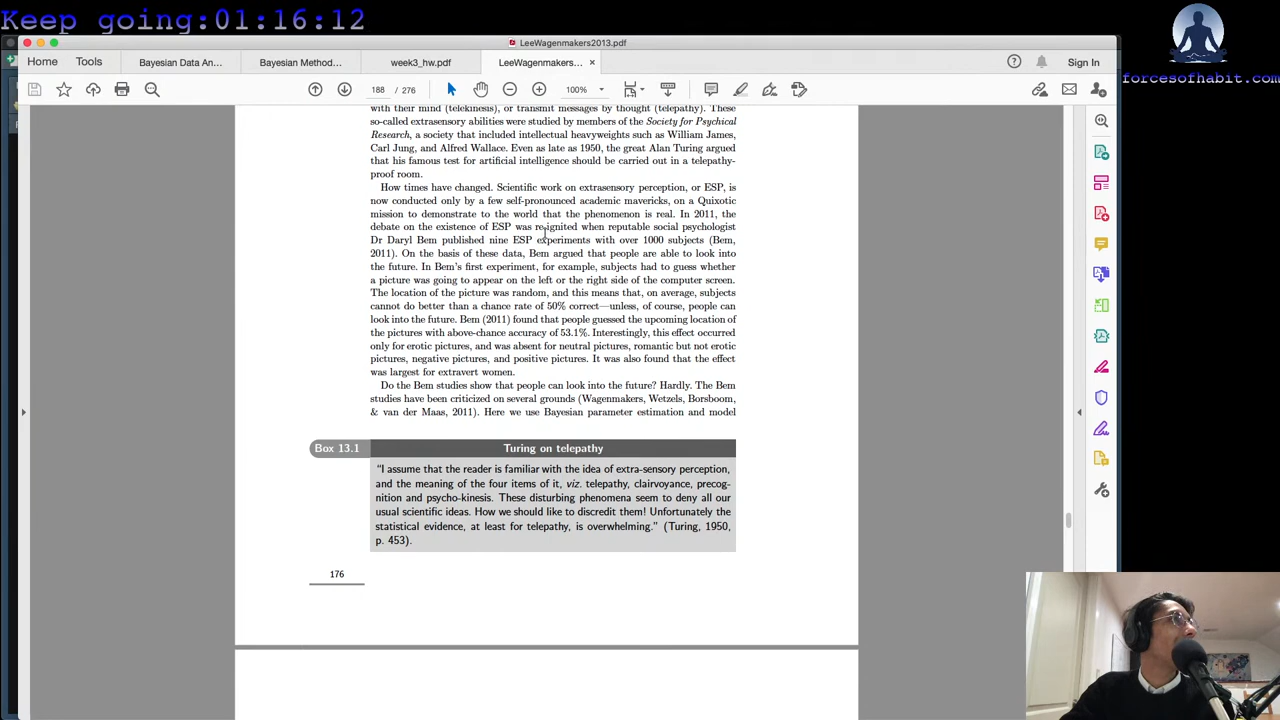 Keep going:01:16:12
LeeWagenmakers2013.pdf
Home Tools Bayesian Data An... Bayesian Method... week3_hw.pdf LeeWagenmakers... × Sign In
forcesofhabit.com
188 / 276 100%
with their mind (telekinesis), or transmit messages by thought (telepathy). These
so-called extrasensory abilities were studied by members of the Society for Psychical
Research, a society that included intellectual heavyweights such as William James,
Carl Jung, and Alfred Wallace. Even as late as 1950, the great Alan Turing argued
that his famous test for artificial intelligence should be carried out in a telepathy-
proof room.
How times have changed. Scientific work on extrasensory perception, or ESP, is
now conducted only by a few self-pronounced academic mavericks, on a Quixotic
mission to demonstrate to the world that the phenomenon is real. In 2011, the
debate on the existence of ESP was reignited when reputable social psychologist
Dr Daryl Bem published nine ESP experiments with over 1000 subjects (Bem,
2011). On the basis of these data, Bem argued that people are able to look into
the future. In Bem's first experiment, for example, subjects had to guess whether
a picture was going to appear on the left or the right side of the computer screen.
The location of the picture was random, and this means that, on average, subjects
cannot do better than a chance rate of 50% correct—unless, of course, people can
look into the future. Bem (2011) found that people guessed the upcoming location of
the pictures with above-chance accuracy of 53.1%. Interestingly, this effect occurred
only for erotic pictures, and was absent for neutral pictures, romantic but not erotic
pictures, negative pictures, and positive pictures. It was also found that the effect
was largest for extravert women.
Do the Bem studies show that people can look into the future? Hardly. The Bem
studies have been criticized on several grounds (Wagenmakers, Wetzels, Borsboom,
& van der Maas, 2011). Here we use Bayesian parameter estimation and model
Box 13.1 Turing on telepathy
"I assume that the reader is familiar with the idea of extra-sensory perception,
and the meaning of the four items of it, viz. telepathy, clairvoyance, precog-
nition and psycho-kinesis. These disturbing phenomena seem to deny all our
usual scientific ideas. How we should like to discredit them! Unfortunately the
statistical evidence, at least for telepathy, is overwhelming." (Turing, 1950,
p. 453).
176